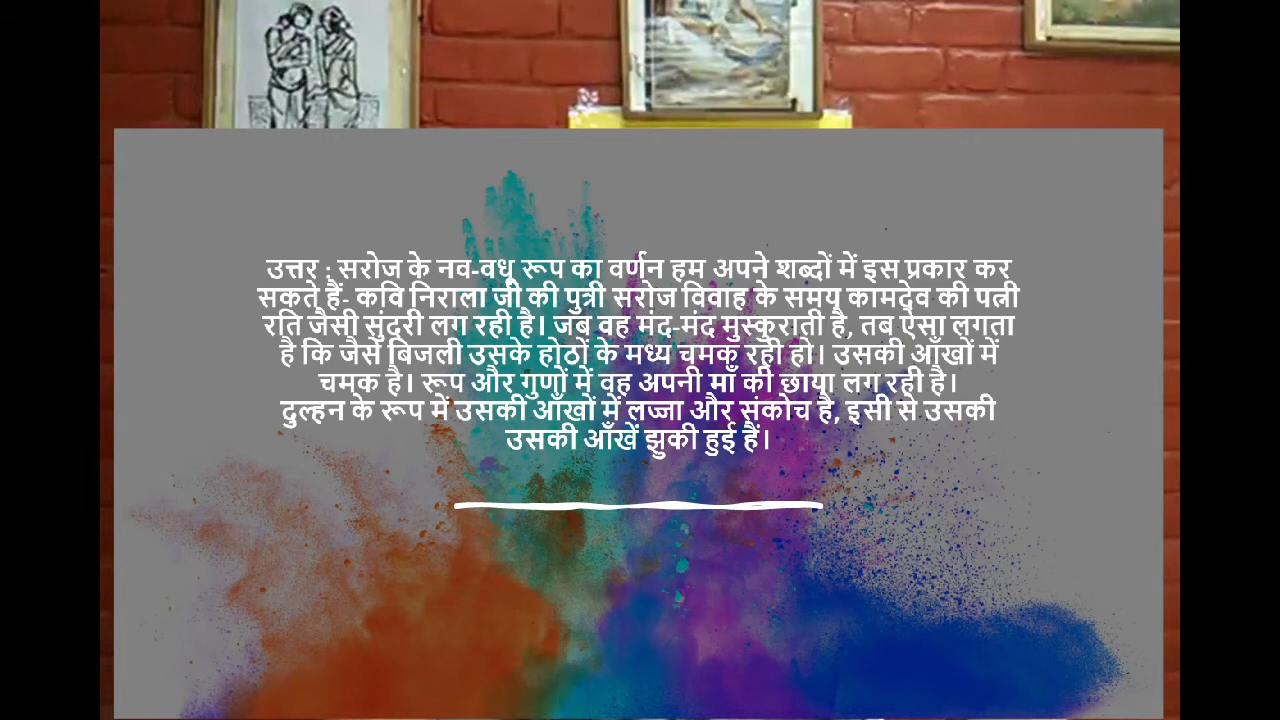 उत्तर : सरोज के नव-वधू रूप का वर्णन हम अपने शब्दों में इस प्रकार कर
सकते हैं- कवि निराला जी की पुत्री सरोज विवाह के समय कामदेव की पत्नी
रति जैसी सुंदरी लग रही है। जब वह मंद-मंद मुस्कुराती है, तब ऐसा लगता
है कि जैसे बिजली उसके होठों के मध्य चमक रही हो। उसकी आँखों में
चमक है। रूप और गुणों में वह अपनी माँ की छाया लग रही है।
दुल्हन के रूप में उसकी आँखों में लज्जा और संकोच है, इसी से उसकी
उसकी आँखें झुकी हुई हैं।